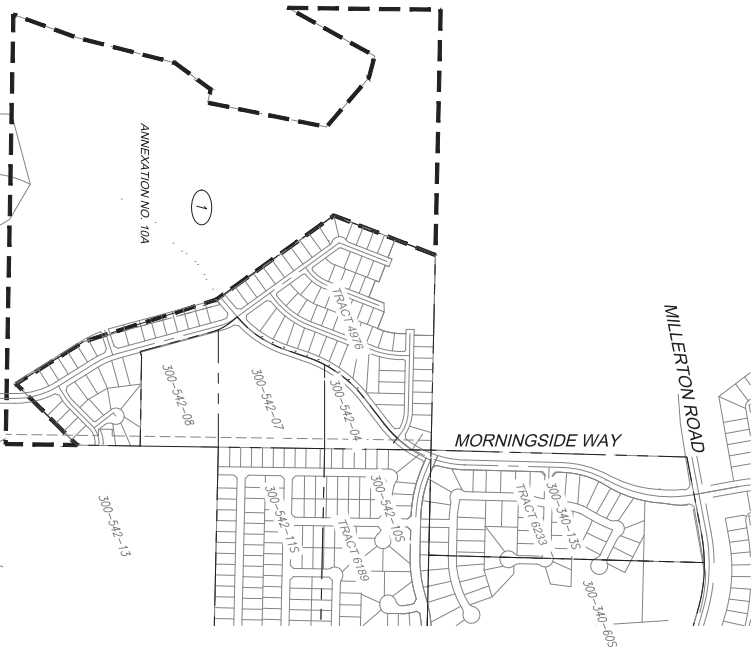 ANNEXATION NO. 10A
1
TRACT 4976
MILLERTON ROAD
300-542-08
300-542-07
300-542-04
MORNINGSIDE WAY
300-542-13
300-542-11S
TRACT 6189
300-542-10S
TRACT 6233
300-340-13S
300-340-60S